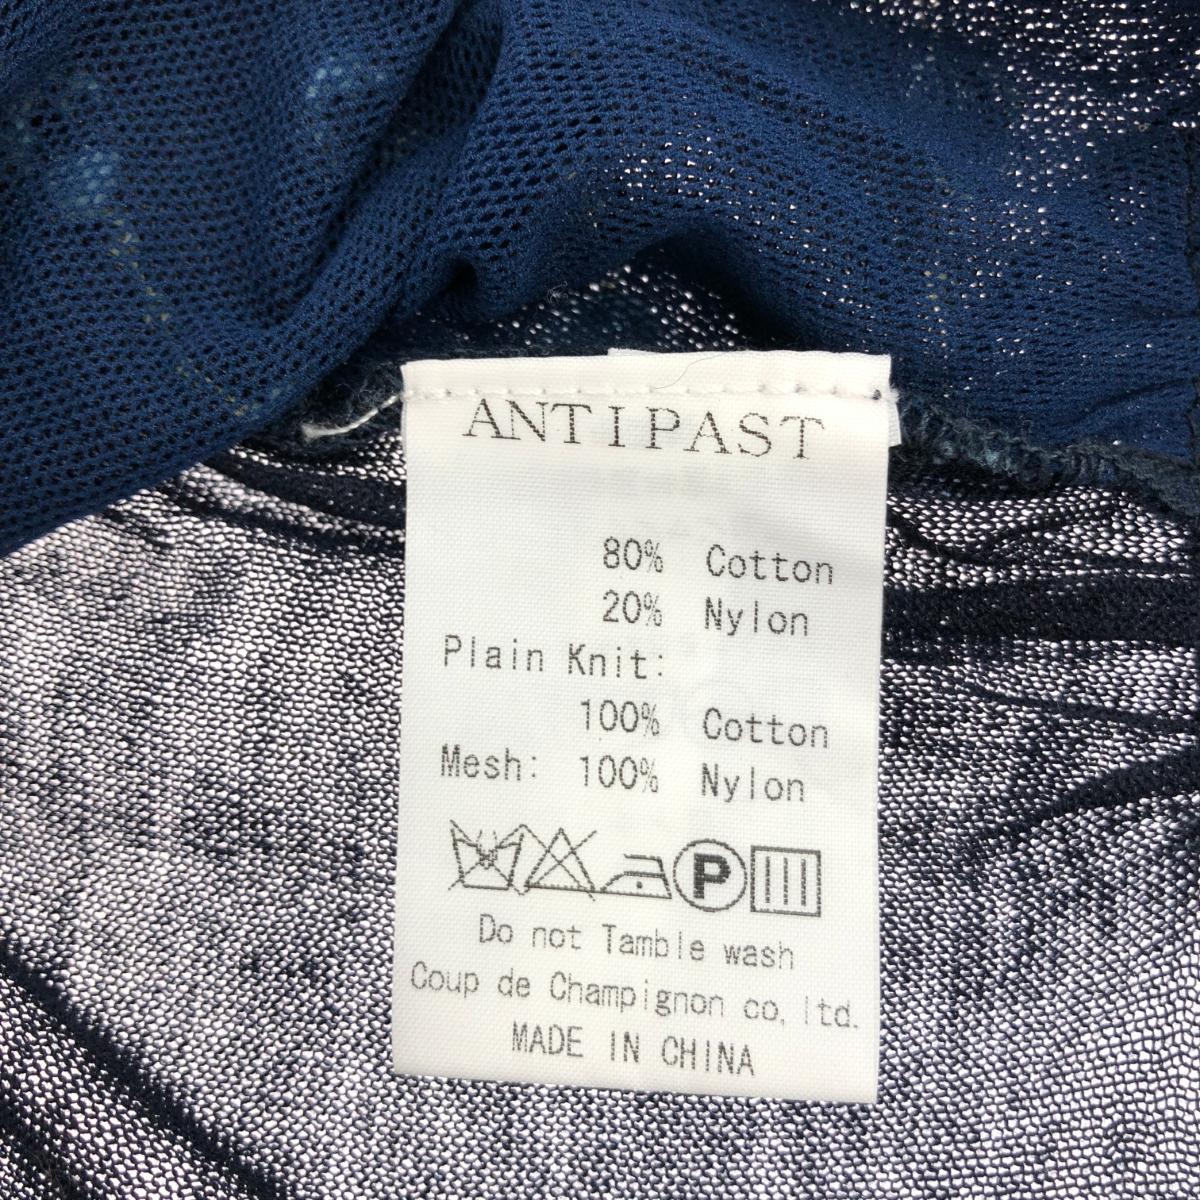 ANTIPAST
80% Cotton
20% Nylon
Plain Knit:
100% Cotton
Mesh: 100% Nylon
P
Do not Tamble wash
Coup de Champignon co, ltd.
MADE IN CHINA